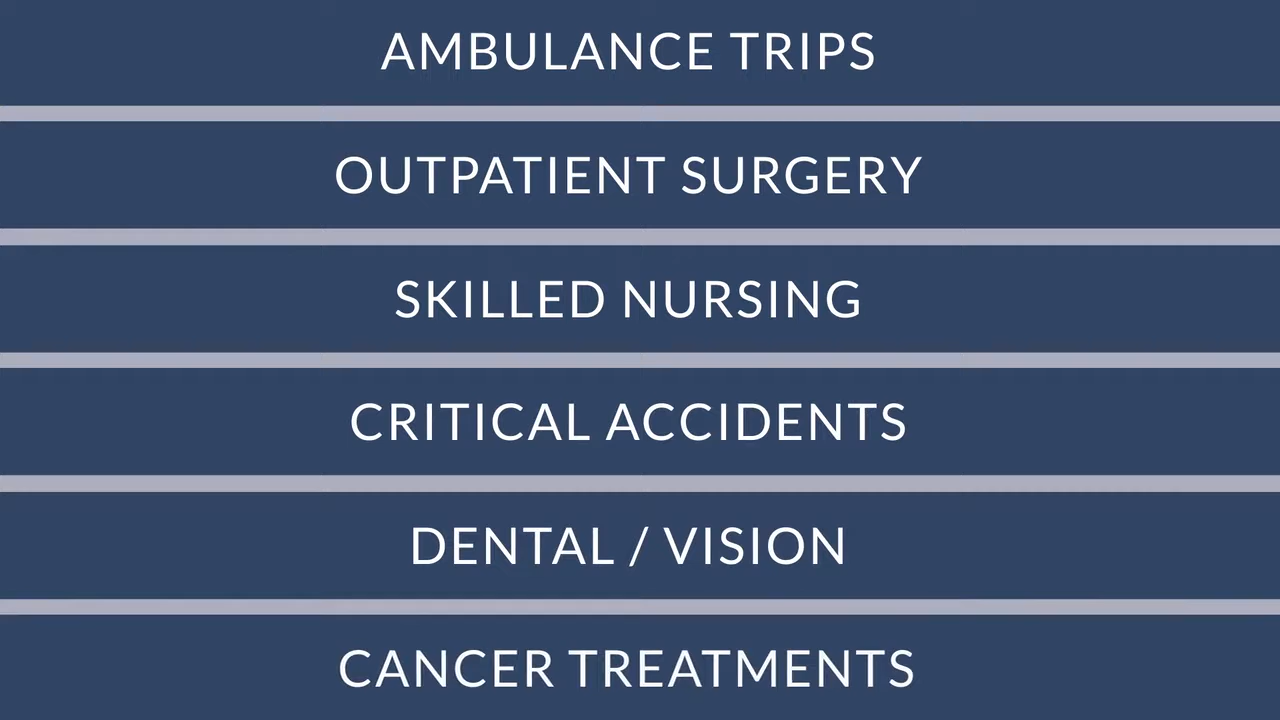 AMBULANCE TRIPS
OUTPATIENT SURGERY
SKILLED NURSING
CRITICAL ACCIDENTS
DENTAL / VISION
CANCER TREATMENTS